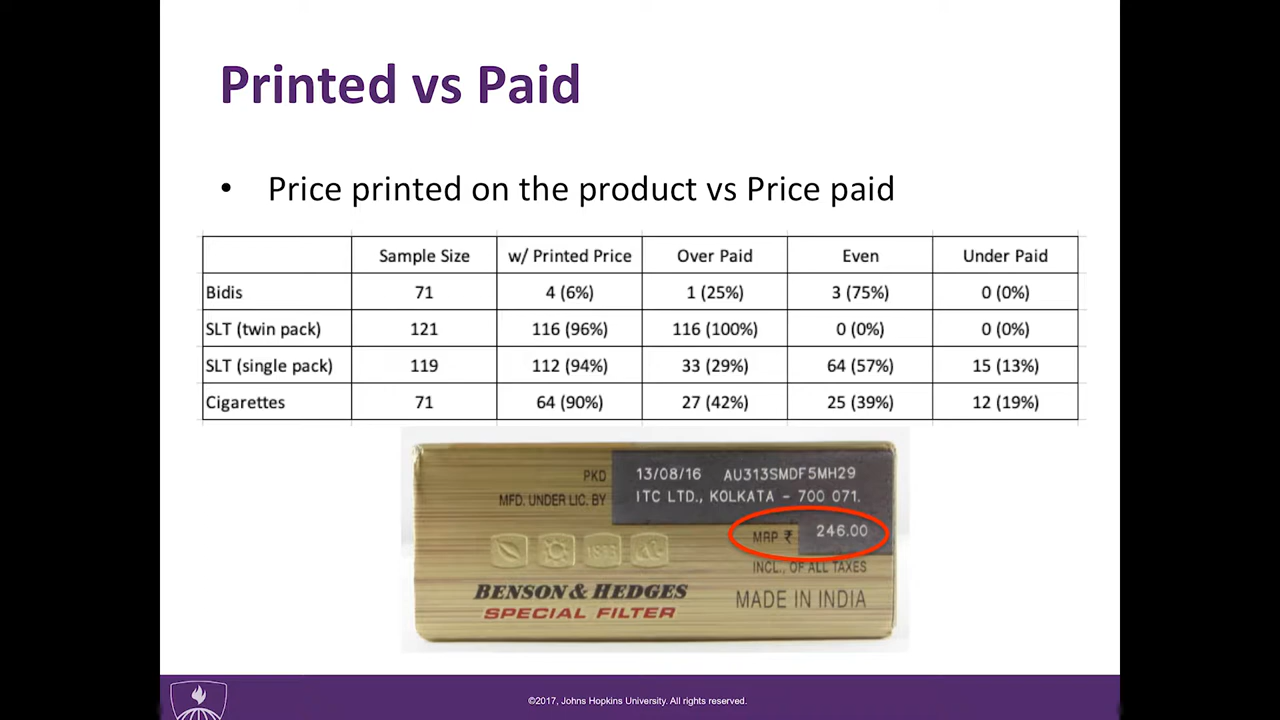 Printed vs Paid
• Price printed on the product vs Price paid
Sample Size w/ Printed Price Over Paid Even Under Paid
Bidis 71 4 (6%) 1 (25%) 3 (75%) 0 (0%)
SLT (twin pack) 121 116 (96%) 116 (100%) 0 (0%) 0 (0%)
SLT (single pack) 119 112 (94%) 33 (29%) 64 (57%) 15 (13%)
Cigarettes 71 64 (90%) 27 (42%) 25 (39%) 12 (19%)
PKD 13/08/16 AU313SMDF5MH29
MFD. UNDER LIC. BY ITC LTD., KOLKATA - 700 071.
MRP ₹ 246.00
INCL., OF ALL TAXES
1873
BENSON & HEDGES
SPECIAL FILTER
MADE IN INDIA
©2017, Johns Hopkins University. All rights reserved.